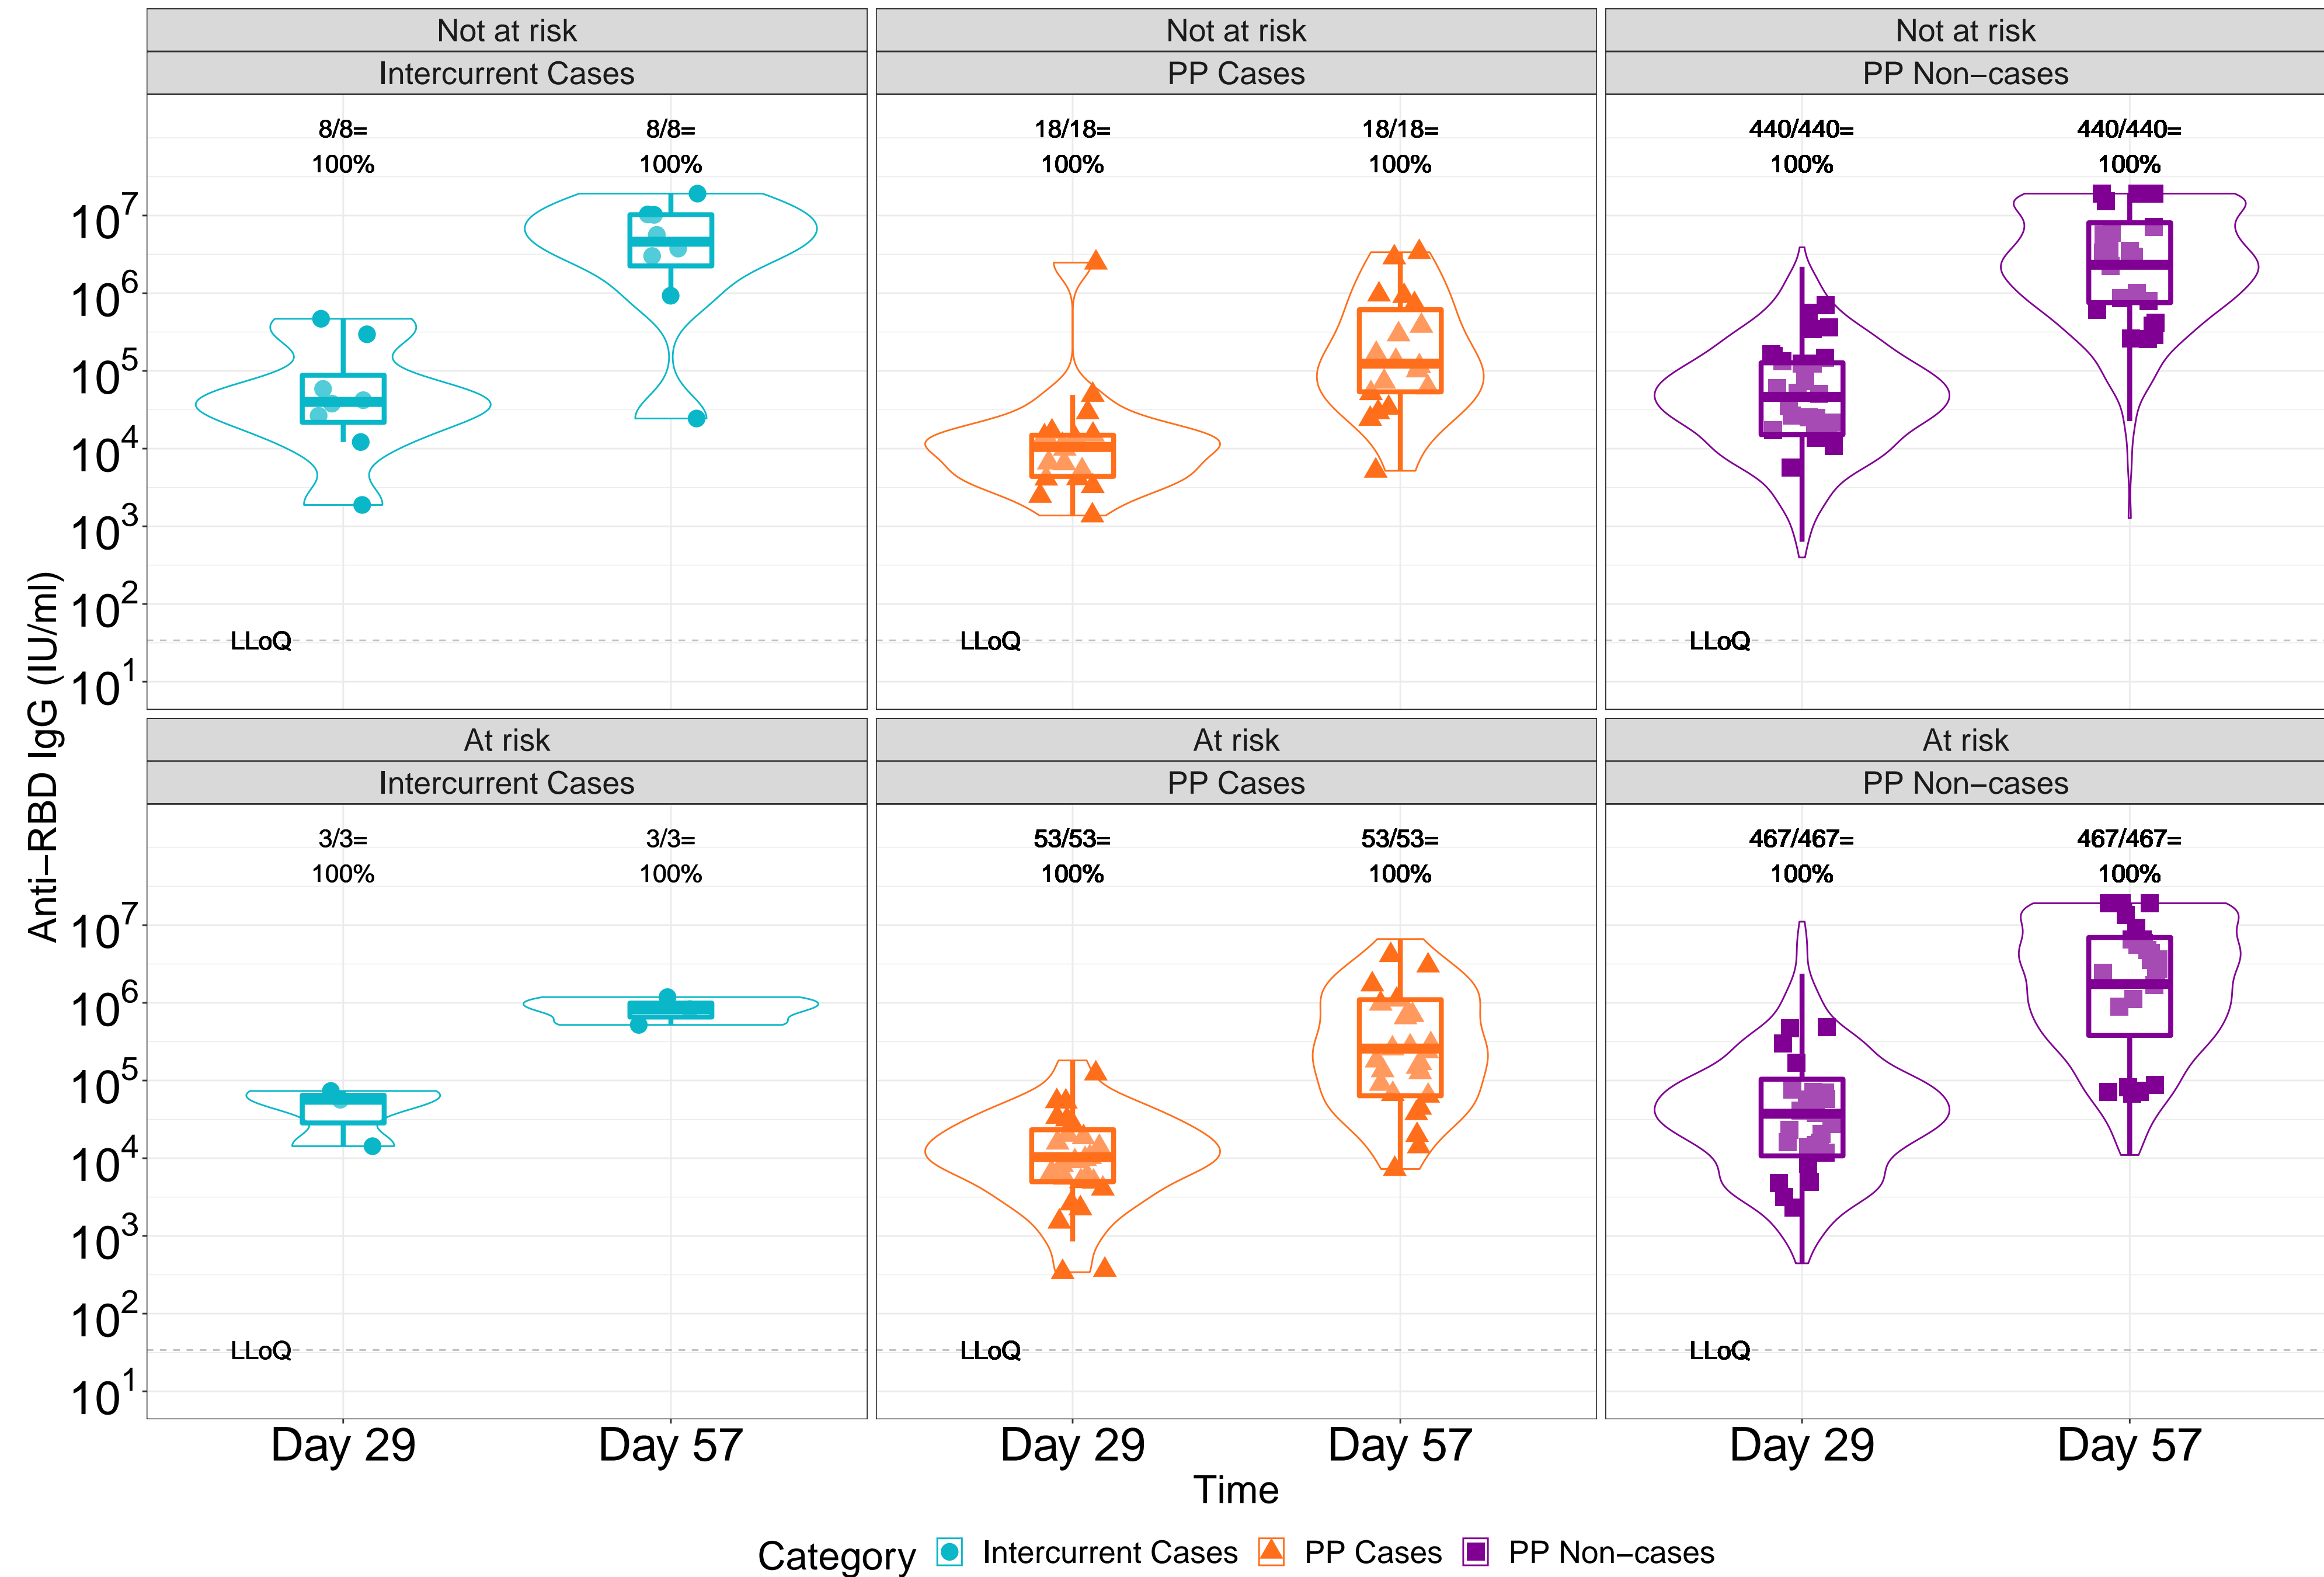 Not at risk
Intercurrent Cases
Not at risk
PP Cases
Not at risk
PP Non−cases
8/8=
100%
8/8=
100%
18/18=
100%
18/18=
100%
440/440=
100%
440/440=
100%
10^7
10^6
10^5
10^4
10^3
10^2
10^1
LLoQ
LLoQ
LLoQ
Anti−RBD IgG (IU/ml)
At risk
Intercurrent Cases
At risk
PP Cases
At risk
PP Non−cases
3/3=
100%
3/3=
100%
53/53=
100%
53/53=
100%
467/467=
100%
467/467=
100%
10^7
10^6
10^5
10^4
10^3
10^2
10^1
LLoQ
LLoQ
LLoQ
Day 29
Day 57
Day 29
Day 57
Day 29
Day 57
Time
Category
Intercurrent Cases
PP Cases
PP Non−cases